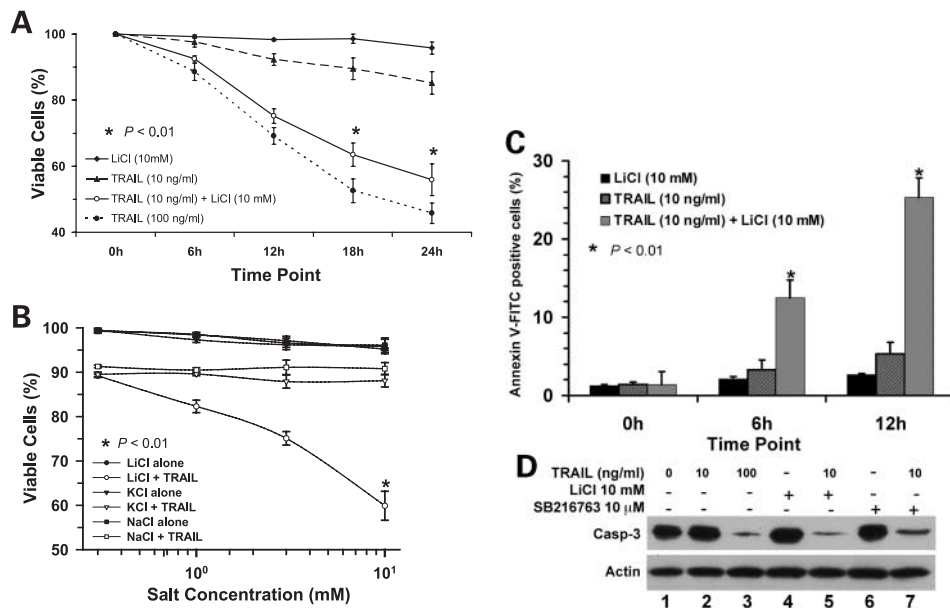 A
Viable Cells (%)
100
80
60
40
* P < 0.01
LiCl (10mM)
TRAIL (10 ng/ml)
TRAIL (10 ng/ml) + LiCl (10 mM)
TRAIL (100 ng/ml)
*
*
0h 6h 12h 18h 24h
Time Point
B
Viable Cells (%)
100
90
80
70
60
55
50
* P < 0.01
LiCl alone
LiCl + TRAIL
KCl alone
KCl + TRAIL
NaCl alone
NaCl + TRAIL
*
10⁰ 10¹
Salt Concentration (mM)
C
Annexin V-FITC positive cells (%)
30
20
10
0
LiCl (10 mM)
TRAIL (10 ng/ml)
TRAIL (10 ng/ml) + LiCl (10 mM)
* P < 0.01
*
*
0h 6h 12h
Time Point
D
TRAIL (ng/ml) 0 10 100 - 10 - 10
LiCl 10 mM - - - + + - -
SB216763 10 µM - - - - - + +
Casp-3
Actin
1 2 3 4 5 6 7